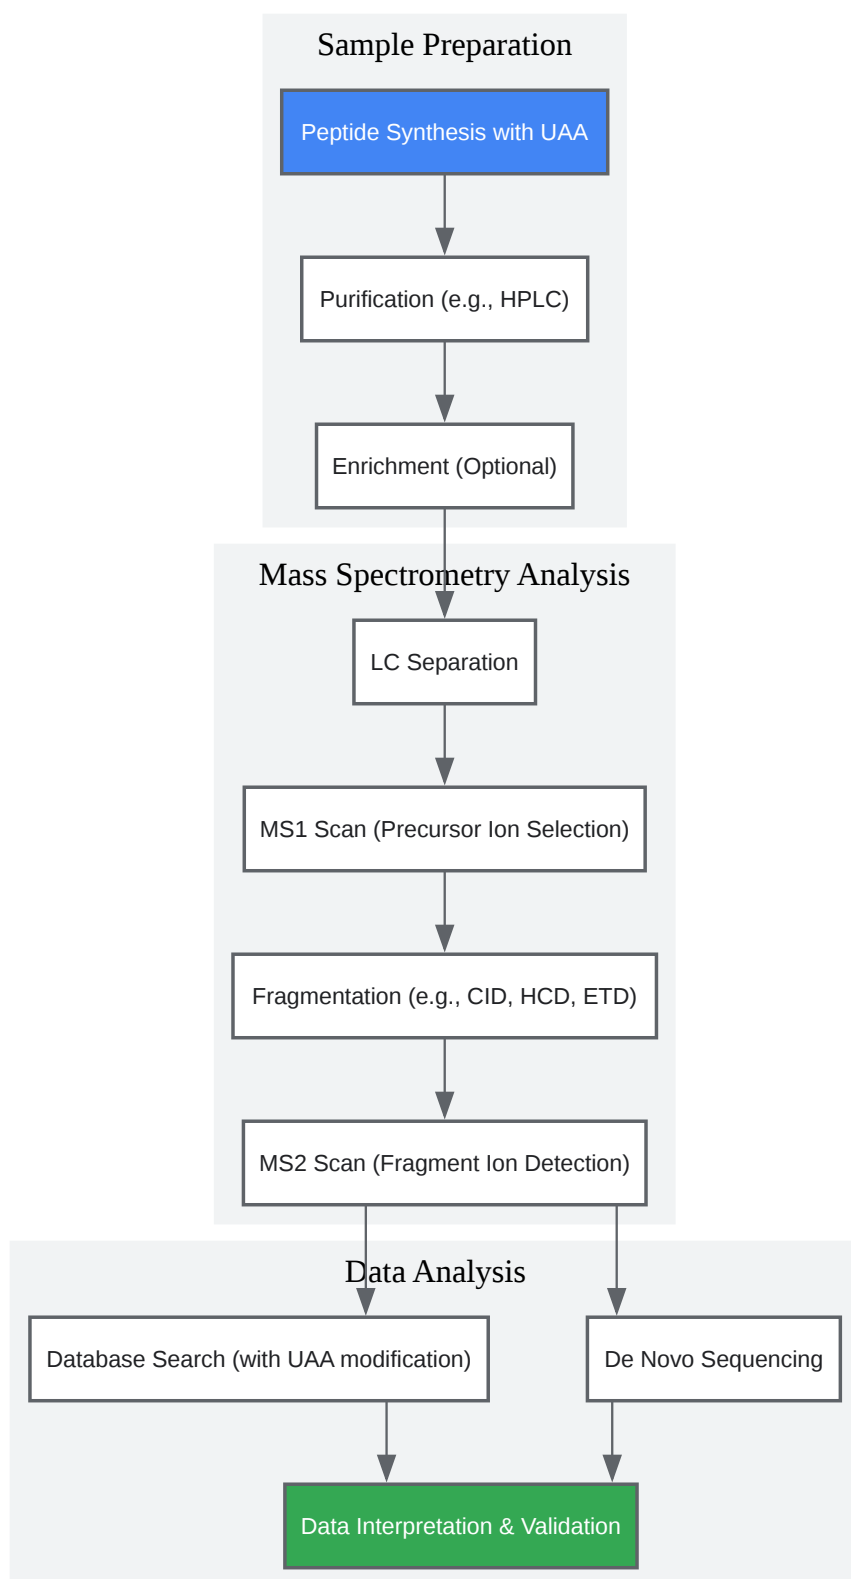 Sample Preparation
Peptide Synthesis with UAA
Purification (e.g., HPLC)
Enrichment (Optional)
Mass Spectrometry Analysis
LC Separation
MS1 Scan (Precursor Ion Selection)
Fragmentation (e.g., CID, HCD, ETD)
MS2 Scan (Fragment Ion Detection)
Data Analysis
Database Search (with UAA modification)
De Novo Sequencing
Data Interpretation & Validation